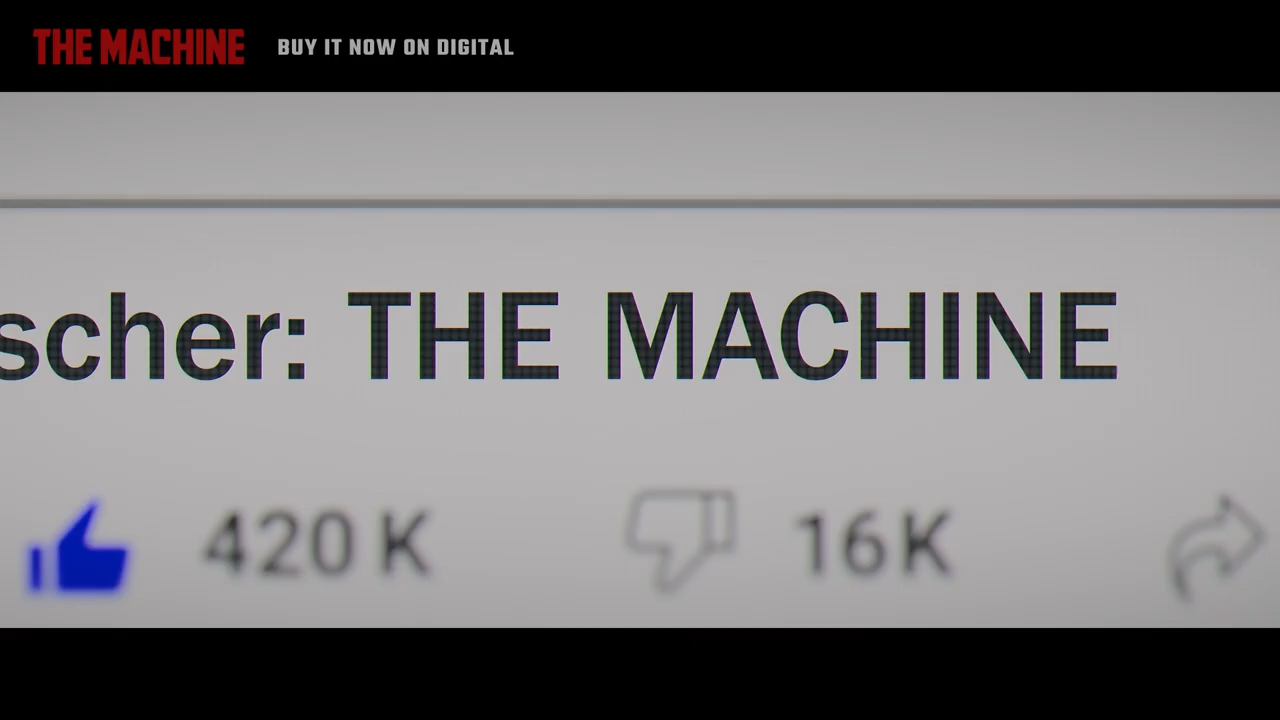 THE MACHINE BUY IT NOW ON DIGITAL
scher: THE MACHINE
420 K 16K